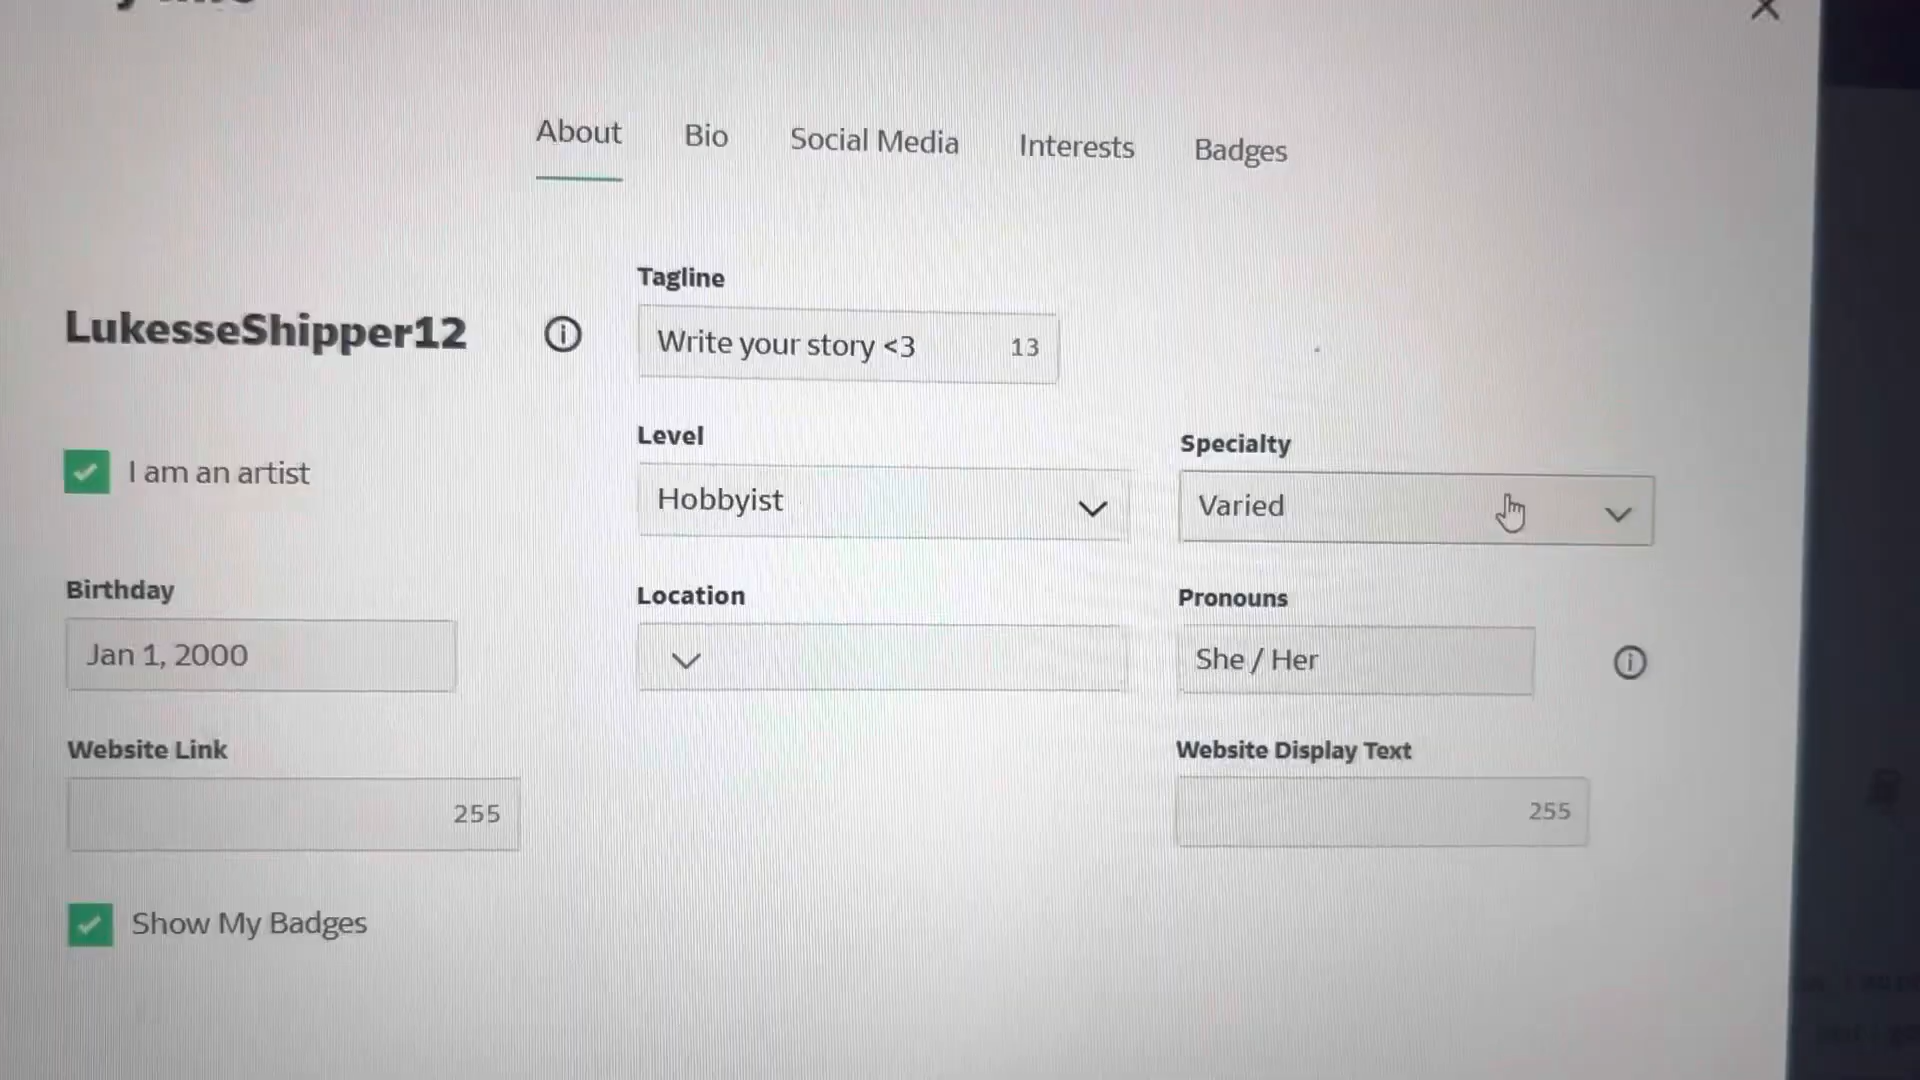 About
Bio
Social Media
Interests
Badges
Tagline
LukesseShipper12
Write your story <3
13
Level
Specialty
I am an artist
Hobbyist
Varied
Birthday
Location
Pronouns
Jan 1, 2000
She / Her
Website Link
Website Display Text
255
255
Show My Badges